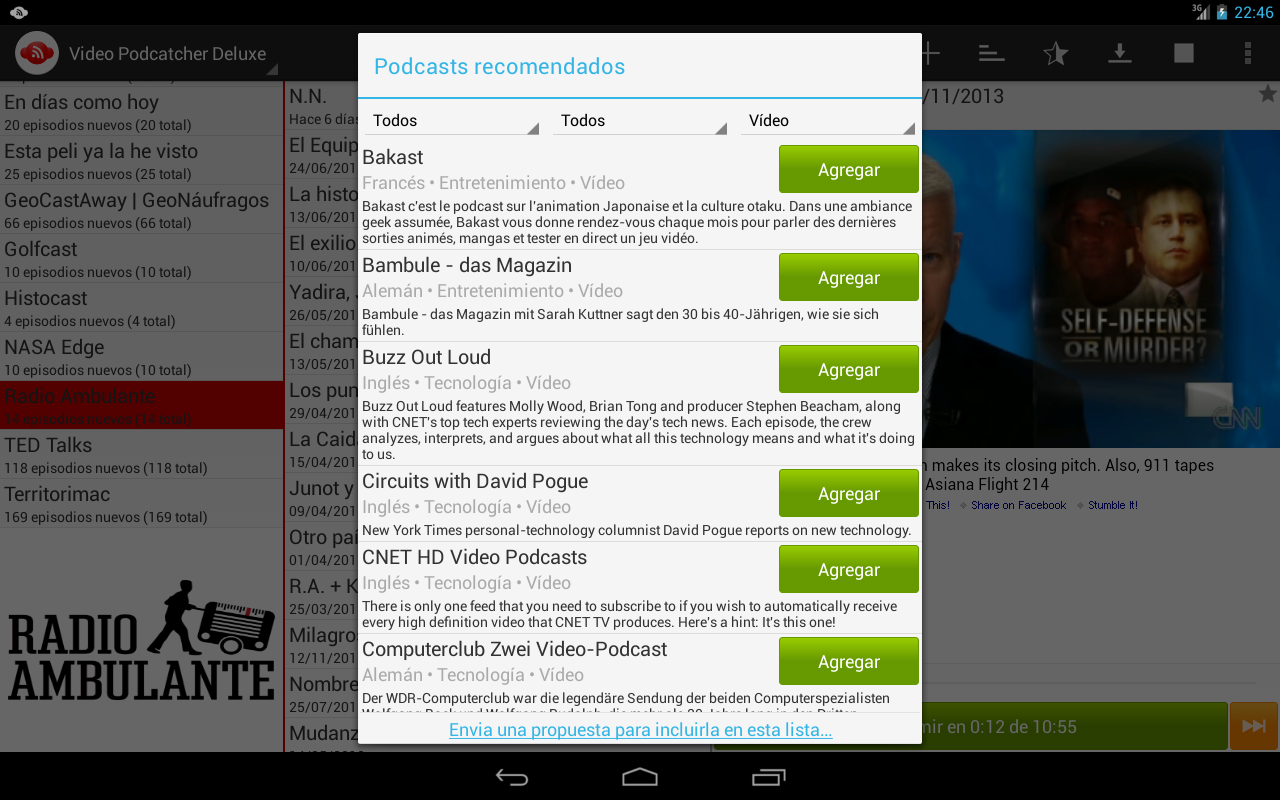 3G 22:46
Video Podcatcher Deluxe
En días como hoy
20 episodios nuevos (20 total)
Esta peli ya la he visto
25 episodios nuevos (25 total)
GeoCastAway | GeoNáufragos
66 episodios nuevos (66 total)
Golfcast
10 episodios nuevos (10 total)
Histocast
4 episodios nuevos (4 total)
NASA Edge
10 episodios nuevos (10 total)
Radio Ambulante
14 episodios nuevos (14 total)
TED Talks
118 episodios nuevos (118 total)
Territorimac
169 episodios nuevos (169 total)
RADIO
AMBULANTE
N.N.
Hace 6 días
El Equip
24/06/201
La histo
13/06/201
El exilio
10/06/201
Yadira,
26/05/201
El cham
13/05/201
Los pun
29/04/201
La Caid
15/04/201
Junot y
09/04/201
Otro paí
01/04/201
R.A. + K
25/03/201
Milagros
12/11/201
Nombre
25/07/201
Mudanz
Podcasts recomendados
Todos Todos Vídeo
Bakast
Francés • Entretenimiento • Vídeo
Agregar
Bakast c'est le podcast sur l'animation Japonaise et la culture otaku. Dans une ambiance
geek assumée, Bakast vous donne rendez-vous chaque mois pour parler des dernières
sorties animés, mangas et tester en direct un jeu vidéo.
Bambule - das Magazin
Alemán • Entretenimiento • Vídeo
Agregar
Bambule - das Magazin mit Sarah Kuttner sagt den 30 bis 40-Jährigen, wie sie sich
fühlen.
Buzz Out Loud
Inglés • Tecnología • Vídeo
Agregar
Buzz Out Loud features Molly Wood, Brian Tong and producer Stephen Beacham, along
with CNET's top tech experts reviewing the day's tech news. Each episode, the crew
analyzes, interprets, and argues about what all this technology means and what it's doing
to us.
Circuits with David Pogue
Inglés • Tecnología • Vídeo
Agregar
New York Times personal-technology columnist David Pogue reports on new technology.
CNET HD Video Podcasts
Inglés • Tecnología • Vídeo
Agregar
There is only one feed that you need to subscribe to if you wish to automatically receive
every high definition video that CNET TV produces. Here's a hint: It's this one!
Computerclub Zwei Video-Podcast
Alemán • Tecnología • Vídeo
Agregar
Der WDR-Computerclub war die legendäre Sendung der beiden Computerspezialisten
Envia una propuesta para incluirla en esta lista...
/11/2013
SELF-DEFENSE
OR MURDER?
CNN
makes its closing pitch. Also, 911 tapes
Asiana Flight 214
This! Share on Facebook Stumble It!
mir en 0:12 de 10:55